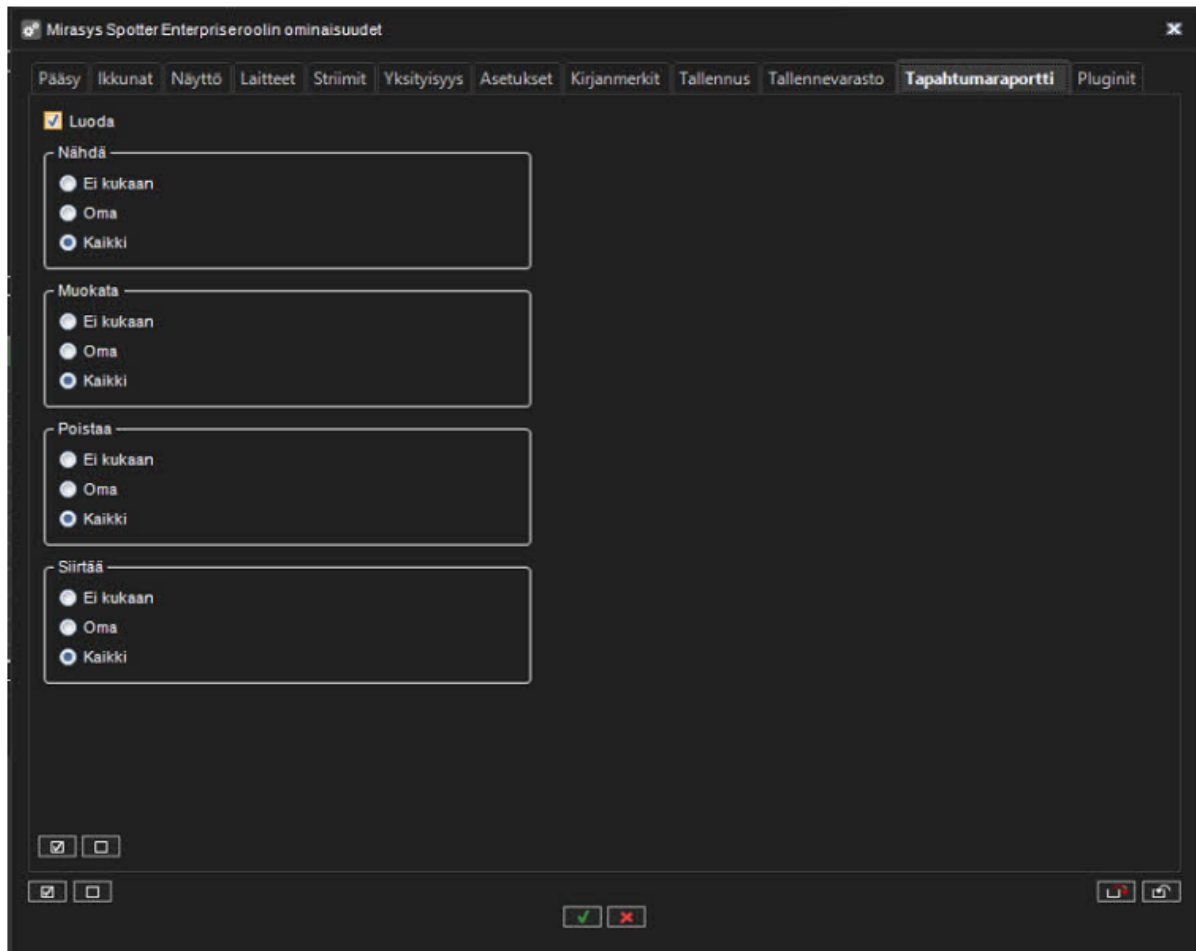 Mirasys Spotter Enterpriseroolin ominaisuudet
Pääsy Ikkunat Näyttö Laitteet Striimit Yksityisyys Asetukset Kirjanmerkit Tallennus Tallennevarasto Tapahtumaraportti Pluginit
Luoda
Nähdä
Ei kukaan
Oma
Kaikki
Muokata
Ei kukaan
Oma
Kaikki
Poistaa
Ei kukaan
Oma
Kaikki
Siirtää
Ei kukaan
Oma
Kaikki